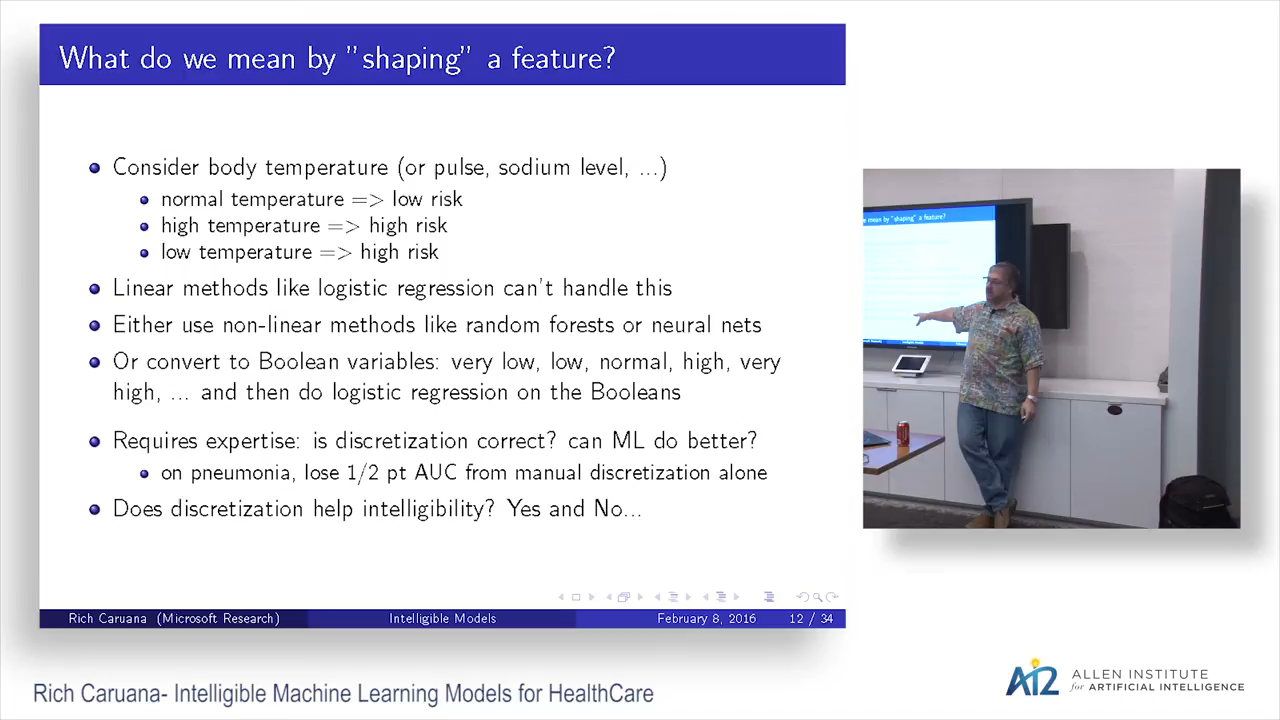 What do we mean by "shaping" a feature?
Consider body temperature (or pulse, sodium level, ...)
normal temperature => low risk
high temperature => high risk
low temperature => high risk
Linear methods like logistic regression can't handle this
Either use non-linear methods like random forests or neural nets
Or convert to Boolean variables: very low, low, normal, high, very
high, ... and then do logistic regression on the Booleans
Requires expertise: is discretization correct? can ML do better?
on pneumonia, lose 1/2 pt AUC from manual discretization alone
Does discretization help intelligibility? Yes and No...
Rich Caruana (Microsoft Research) Intelligible Models February 8, 2016 12 / 34
we mean by "shaping" a feature?
Rich Caruana- Intelligible Machine Learning Models for HealthCare
AI2 ALLEN INSTITUTE
for ARTIFICIAL INTELLIGENCE